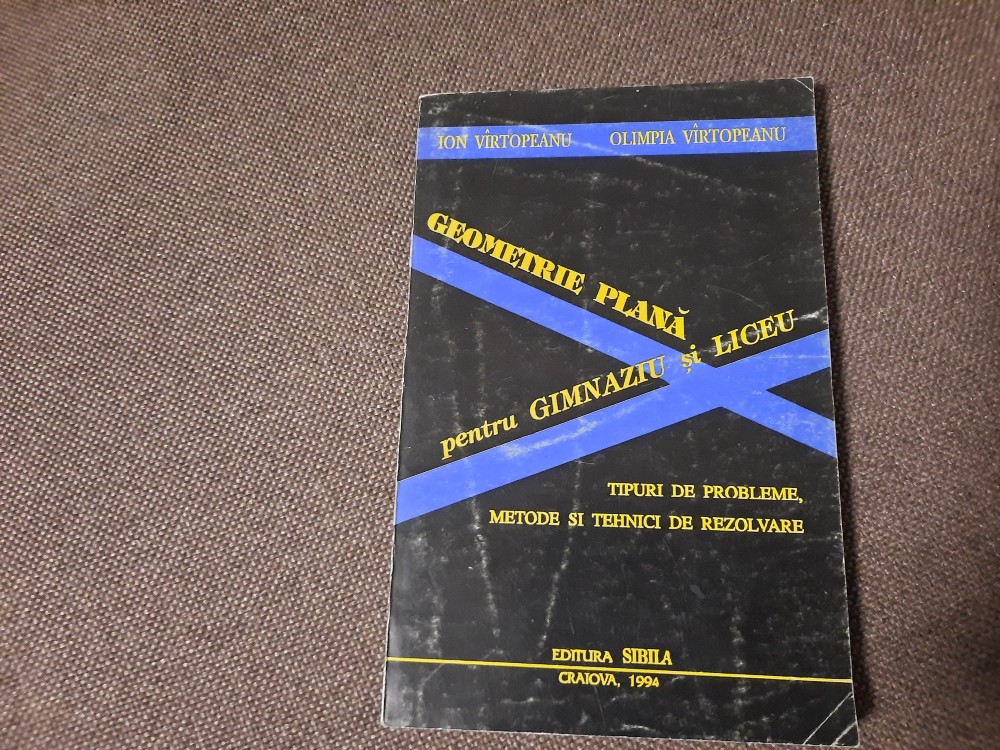 ION VÎRTOPEANU OLIMPIA VÎRTOPEANU
GEOMETRIE PLANĂ
pentru GIMNAZIU și LICEU
TIPURI DE PROBLEME,
METODE SI TEHNICI DE REZOLVARE
EDITURA SIBILA
CRAIOVA, 1994